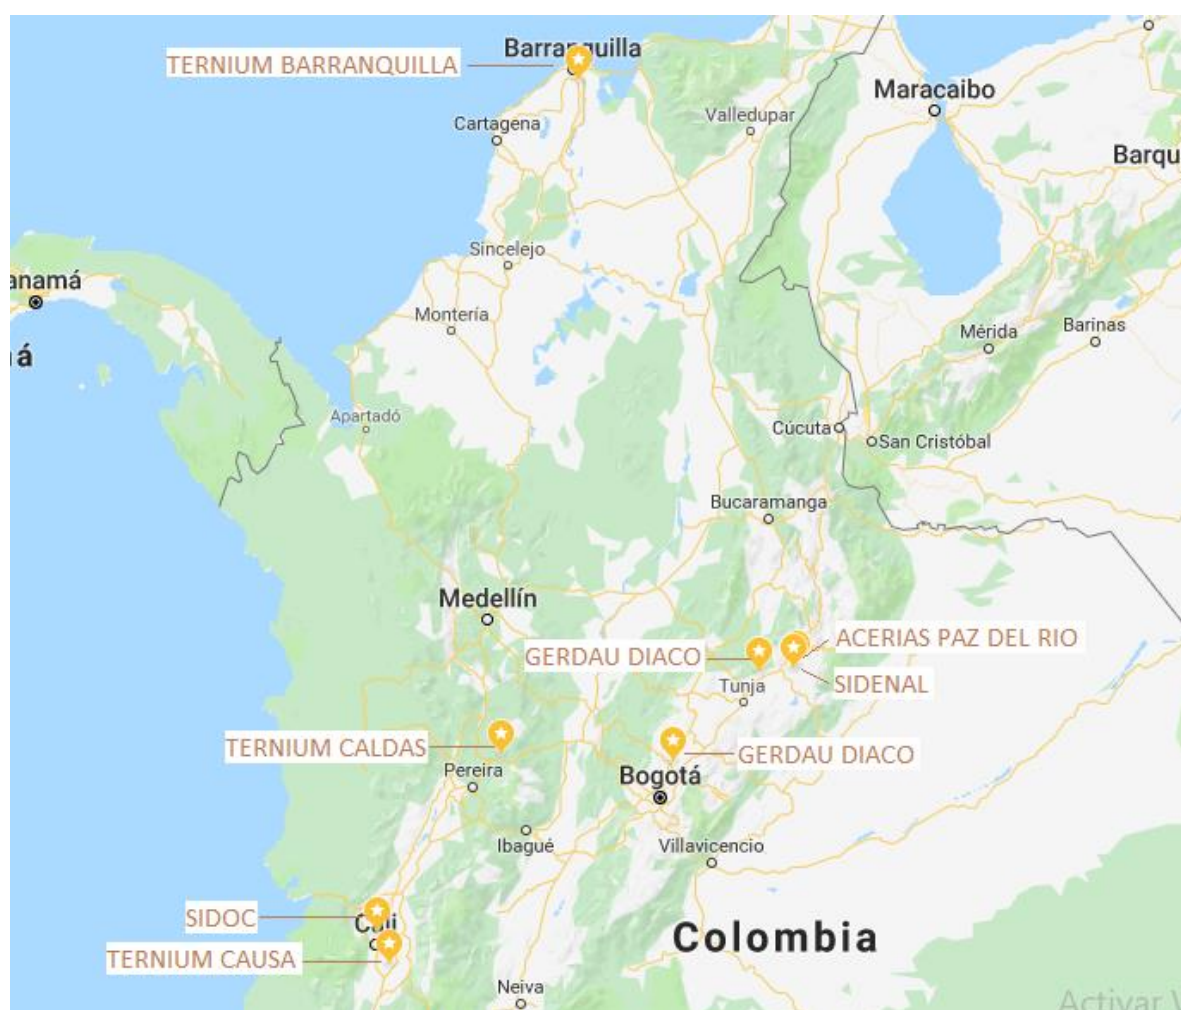 Barranquilla
TERNIUM BARRANQUILLA
Maracaibo
Valledupar
Cartagena
Barqu
Sincelejo
anamá
Montería
Mérida
Barinas
á
Apartadó
Cúcuta
San Cristóbal
Bucaramanga
Medellín
ACERIAS PAZ DEL RIO
GERDAU DIACO
SIDENAL
Tunja
TERNIUM CALDAS
GERDAU DIACO
Pereira
Bogotá
Ibagué
Villavicencio
SIDOC
Cali
Colombia
TERNIUM CAUSA
Neiva
Activar